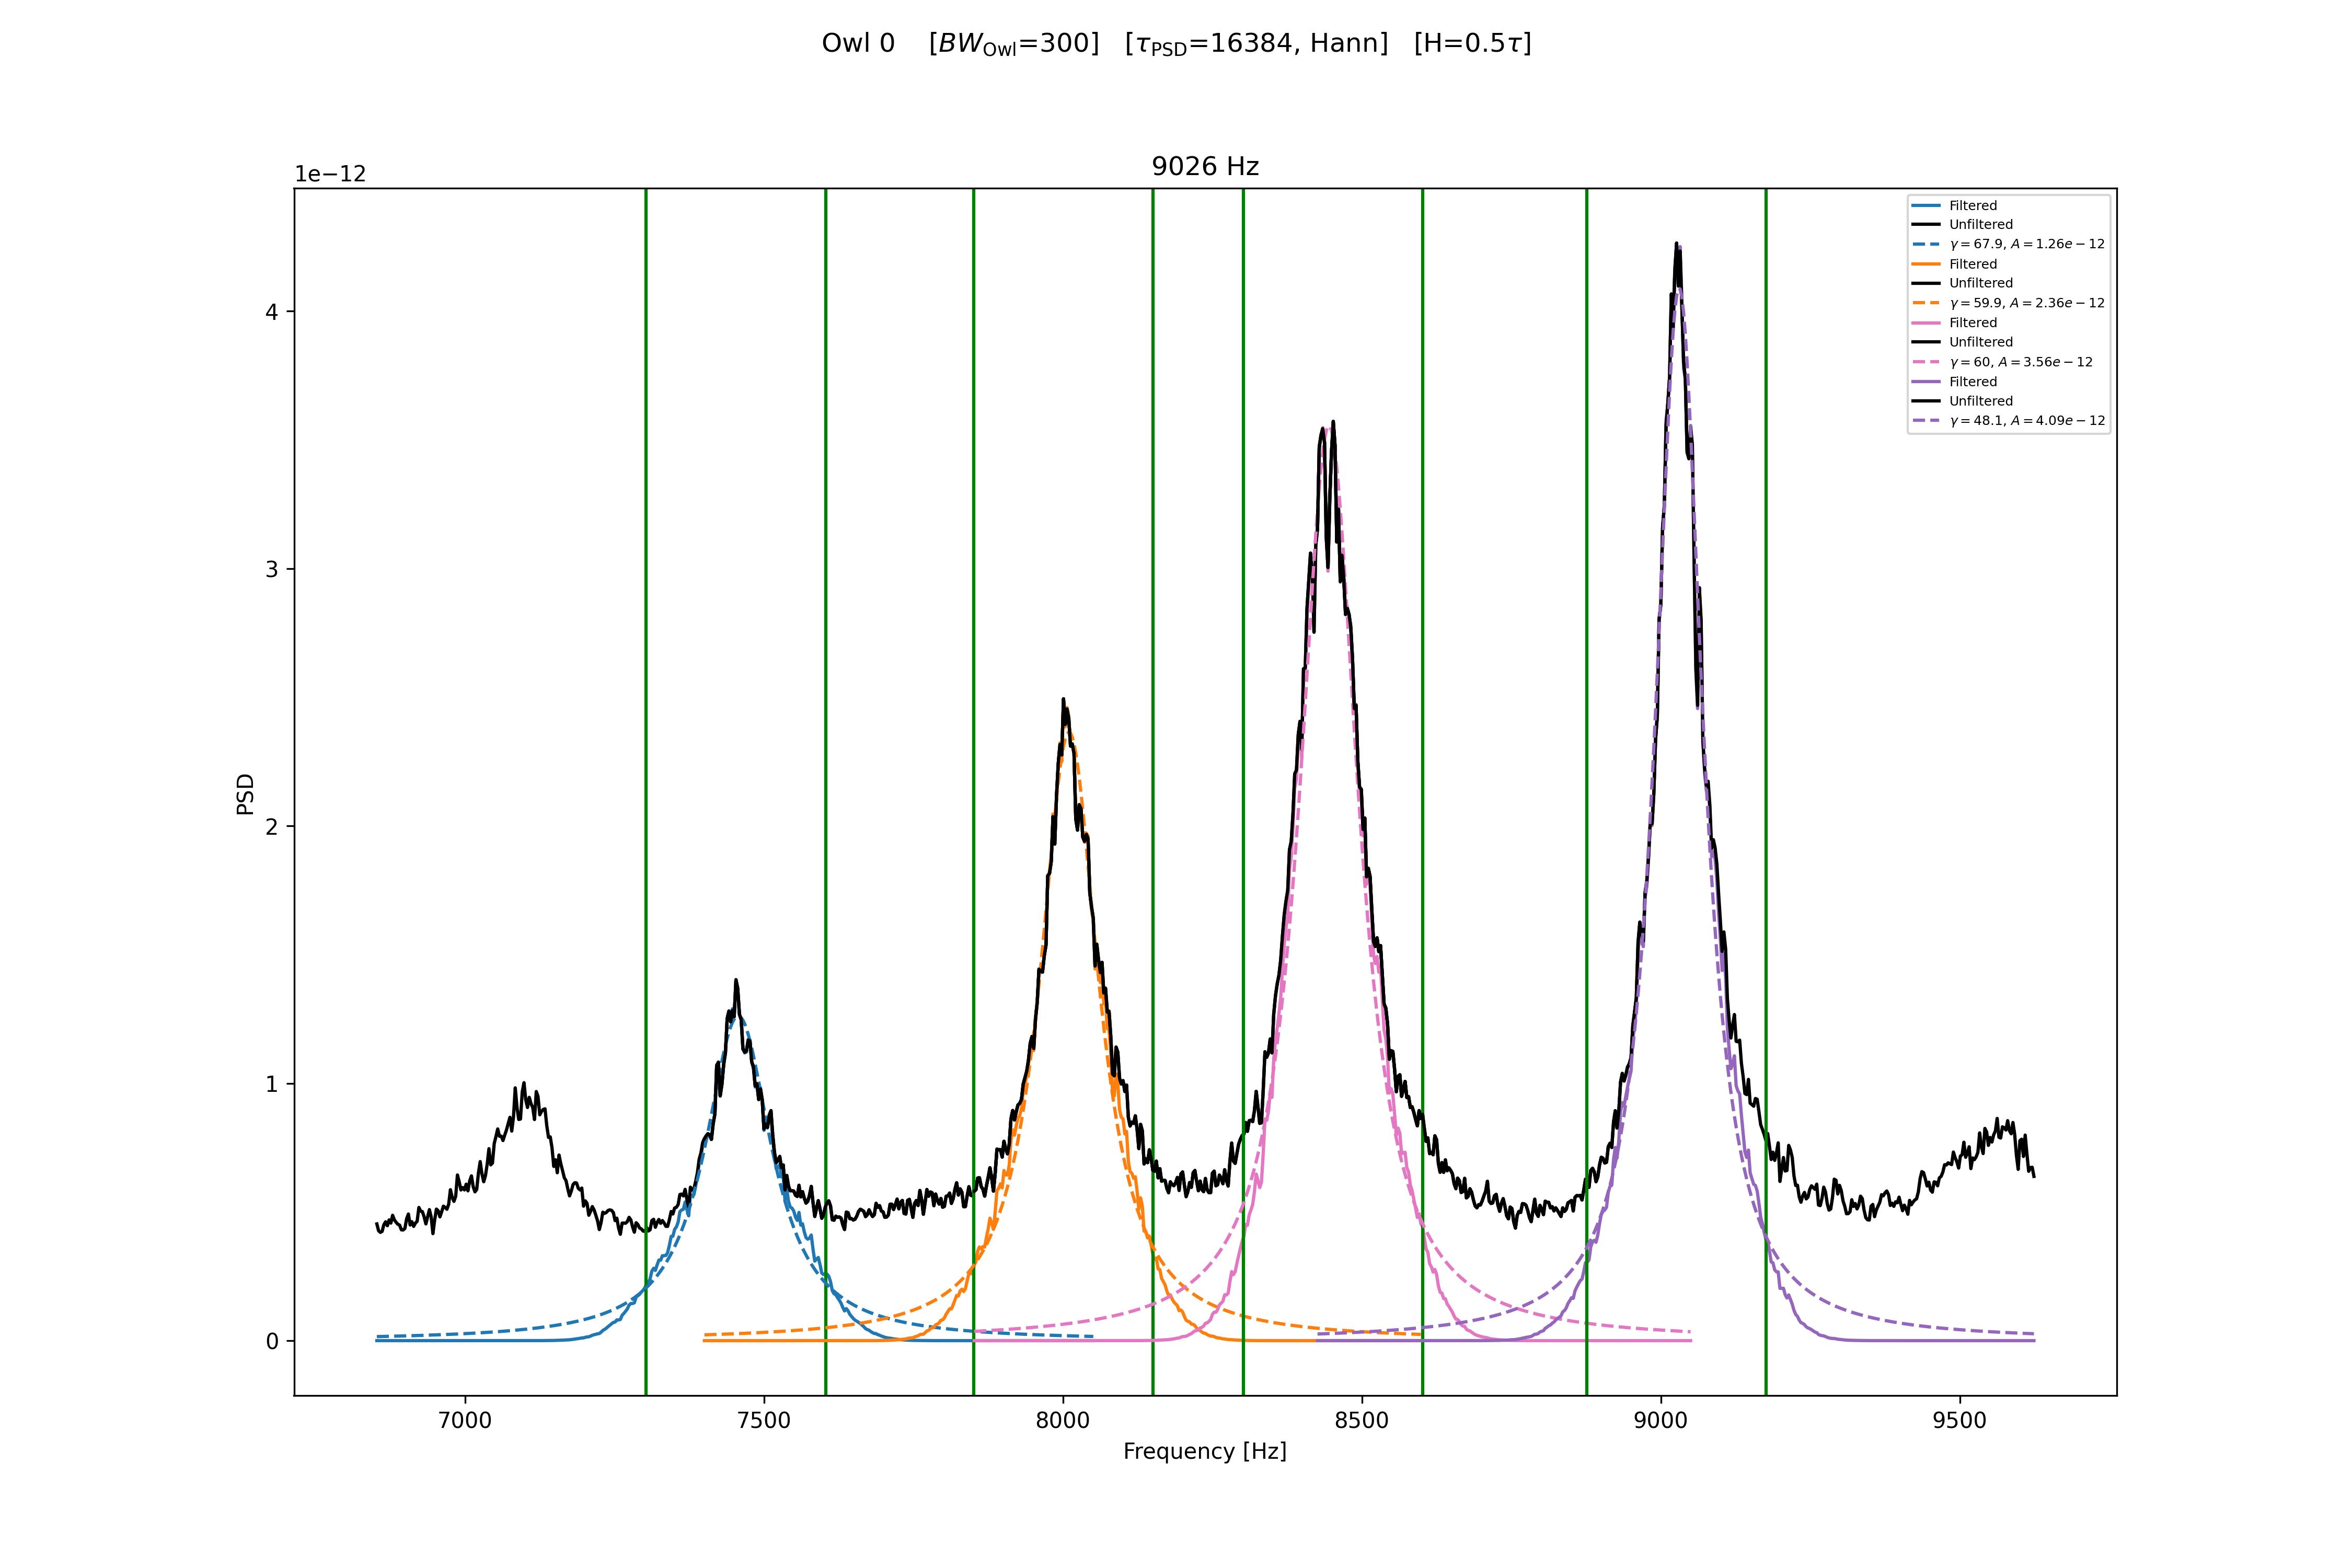 Owl 0 [BW_Owl=300] [τ_PSD=16384, Hann] [H=0.5τ]
9026 Hz
1e−12
Filtered
Unfiltered
γ = 67.9, A = 1.26e − 12
Filtered
Unfiltered
γ = 59.9, A = 2.36e − 12
Filtered
Unfiltered
γ = 60, A = 3.56e − 12
Filtered
Unfiltered
γ = 48.1, A = 4.09e − 12
4
3
2
1
0
PSD
7000 7500 8000 8500 9000 9500
Frequency [Hz]